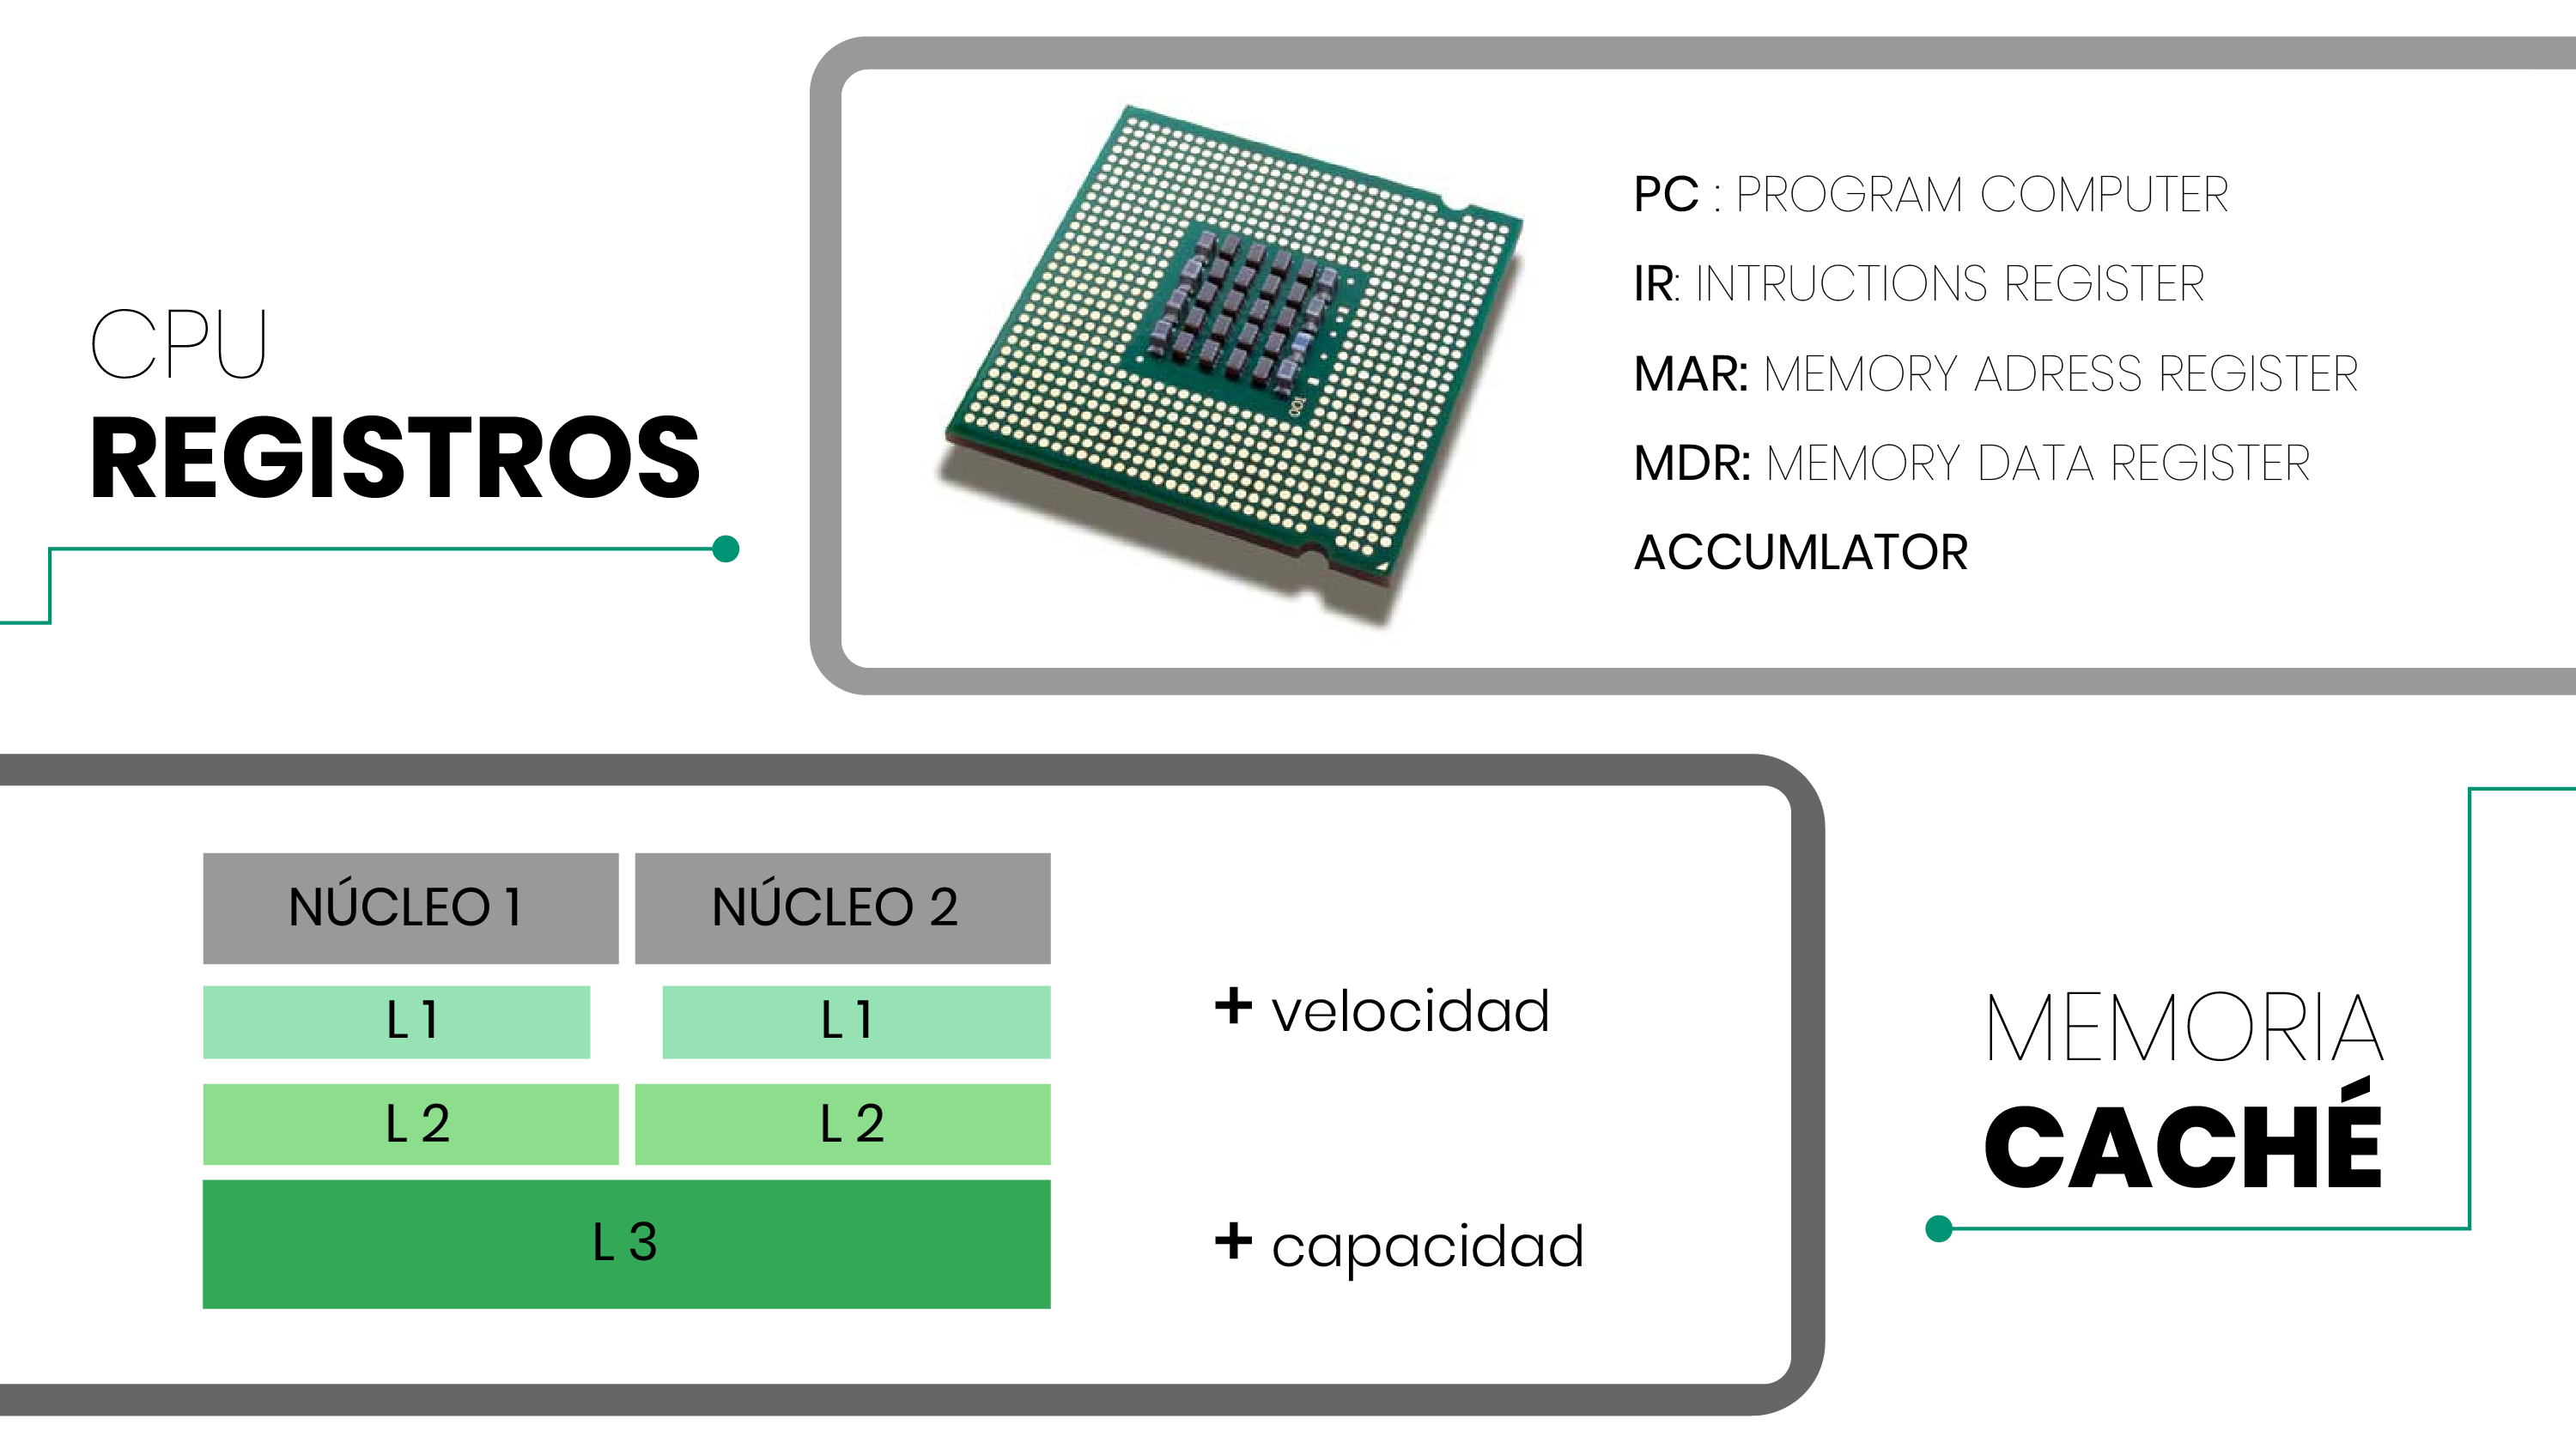 CPU
REGISTROS
PC : PROGRAM COMPUTER
IR: INTRUCTIONS REGISTER
MAR: MEMORY ADRESS REGISTER
MDR: MEMORY DATA REGISTER
ACCUMLATOR
NÚCLEO 1 NÚCLEO 2
L 1 L 1
+ velocidad
L 2 L 2
L 3
+ capacidad
MEMORIA
CACHÉ